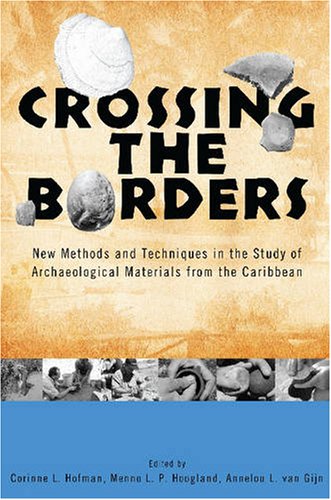 CROSSING
THE
BORDERS
New Methods and Techniques in the Study of
Archaeological Materials from the Caribbean
Edited by
Corinne L. Hofman, Menno L. P. Hoogland, Annelou L. van Gijn